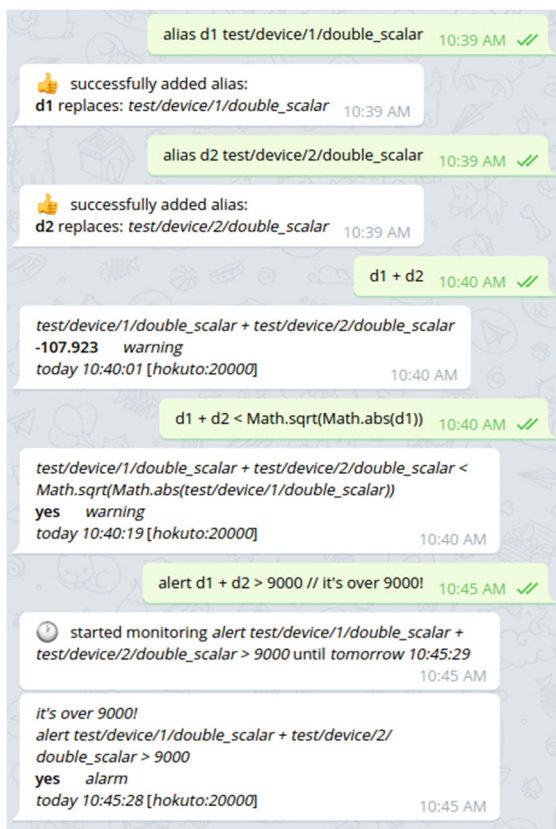 alias d1 test/device/1/double_scalar 10:39 AM
👍 successfully added alias:
d1 replaces: test/device/1/double_scalar 10:39 AM
alias d2 test/device/2/double_scalar 10:39 AM
👍 successfully added alias:
d2 replaces: test/device/2/double_scalar 10:39 AM
d1 + d2 10:40 AM
test/device/1/double_scalar + test/device/2/double_scalar
-107.923 warning
today 10:40:01 [hokuto:20000]
10:40 AM
d1 + d2 < Math.sqrt(Math.abs(d1)) 10:40 AM
test/device/1/double_scalar + test/device/2/double_scalar <
Math.sqrt(Math.abs(test/device/1/double_scalar))
yes warning
today 10:40:19 [hokuto:20000] 10:40 AM
alert d1 + d2 > 9000 // it's over 9000! 10:45 AM
started monitoring alert test/device/1/double_scalar +
test/device/2/double_scalar > 9000 until tomorrow 10:45:29
10:45 AM
it's over 9000!
alert test/device/1/double_scalar + test/device/2/
double_scalar > 9000
yes alarm
today 10:45:28 [hokuto:20000] 10:45 AM